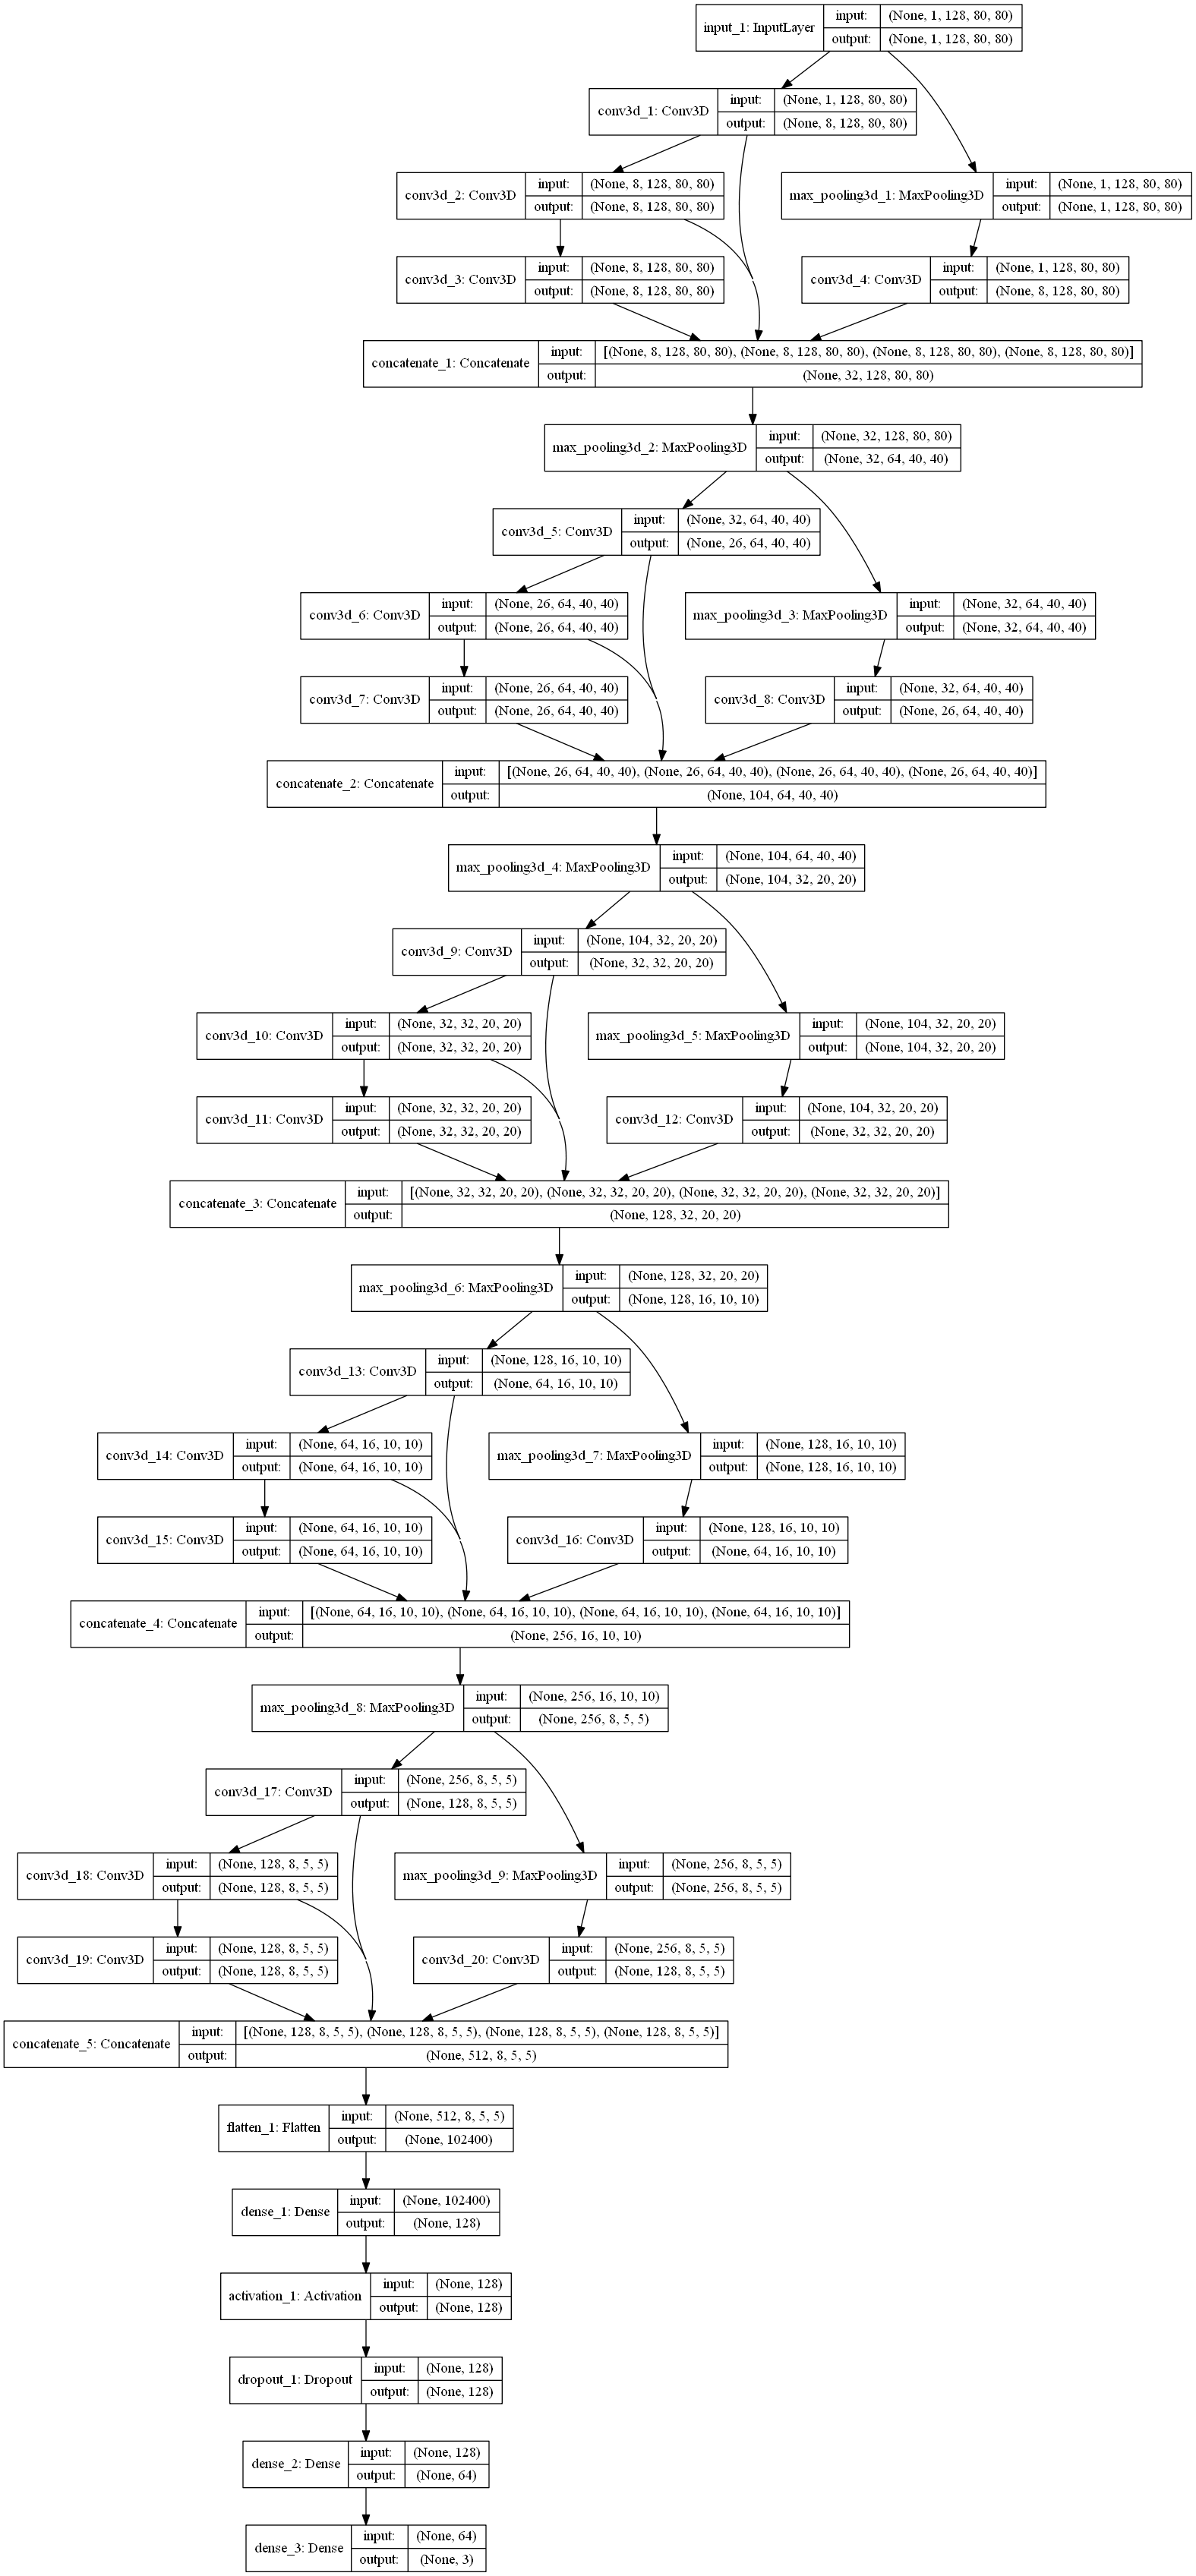 input_1: InputLayer
input: (None, 1, 128, 80, 80)
output: (None, 1, 128, 80, 80)
conv3d_1: Conv3D
input: (None, 1, 128, 80, 80)
output: (None, 8, 128, 80, 80)
conv3d_2: Conv3D
input: (None, 8, 128, 80, 80)
output: (None, 8, 128, 80, 80)
max_pooling3d_1: MaxPooling3D
input: (None, 1, 128, 80, 80)
output: (None, 1, 128, 80, 80)
conv3d_3: Conv3D
input: (None, 8, 128, 80, 80)
output: (None, 8, 128, 80, 80)
conv3d_4: Conv3D
input: (None, 1, 128, 80, 80)
output: (None, 8, 128, 80, 80)
concatenate_1: Concatenate
input: [(None, 8, 128, 80, 80), (None, 8, 128, 80, 80), (None, 8, 128, 80, 80), (None, 8, 128, 80, 80)]
output: (None, 32, 128, 80, 80)
max_pooling3d_2: MaxPooling3D
input: (None, 32, 128, 80, 80)
output: (None, 32, 64, 40, 40)
conv3d_5: Conv3D
input: (None, 32, 64, 40, 40)
output: (None, 26, 64, 40, 40)
conv3d_6: Conv3D
input: (None, 26, 64, 40, 40)
output: (None, 26, 64, 40, 40)
max_pooling3d_3: MaxPooling3D
input: (None, 32, 64, 40, 40)
output: (None, 32, 64, 40, 40)
conv3d_7: Conv3D
input: (None, 26, 64, 40, 40)
output: (None, 26, 64, 40, 40)
conv3d_8: Conv3D
input: (None, 32, 64, 40, 40)
output: (None, 26, 64, 40, 40)
concatenate_2: Concatenate
input: [(None, 26, 64, 40, 40), (None, 26, 64, 40, 40), (None, 26, 64, 40, 40), (None, 26, 64, 40, 40)]
output: (None, 104, 64, 40, 40)
max_pooling3d_4: MaxPooling3D
input: (None, 104, 64, 40, 40)
output: (None, 104, 32, 20, 20)
conv3d_9: Conv3D
input: (None, 104, 32, 20, 20)
output: (None, 32, 32, 20, 20)
conv3d_10: Conv3D
input: (None, 32, 32, 20, 20)
output: (None, 32, 32, 20, 20)
max_pooling3d_5: MaxPooling3D
input: (None, 104, 32, 20, 20)
output: (None, 104, 32, 20, 20)
conv3d_11: Conv3D
input: (None, 32, 32, 20, 20)
output: (None, 32, 32, 20, 20)
conv3d_12: Conv3D
input: (None, 104, 32, 20, 20)
output: (None, 32, 32, 20, 20)
concatenate_3: Concatenate
input: [(None, 32, 32, 20, 20), (None, 32, 32, 20, 20), (None, 32, 32, 20, 20), (None, 32, 32, 20, 20)]
output: (None, 128, 32, 20, 20)
max_pooling3d_6: MaxPooling3D
input: (None, 128, 32, 20, 20)
output: (None, 128, 16, 10, 10)
conv3d_13: Conv3D
input: (None, 128, 16, 10, 10)
output: (None, 64, 16, 10, 10)
conv3d_14: Conv3D
input: (None, 64, 16, 10, 10)
output: (None, 64, 16, 10, 10)
max_pooling3d_7: MaxPooling3D
input: (None, 128, 16, 10, 10)
output: (None, 128, 16, 10, 10)
conv3d_15: Conv3D
input: (None, 64, 16, 10, 10)
output: (None, 64, 16, 10, 10)
conv3d_16: Conv3D
input: (None, 128, 16, 10, 10)
output: (None, 64, 16, 10, 10)
concatenate_4: Concatenate
input: [(None, 64, 16, 10, 10), (None, 64, 16, 10, 10), (None, 64, 16, 10, 10), (None, 64, 16, 10, 10)]
output: (None, 256, 16, 10, 10)
max_pooling3d_8: MaxPooling3D
input: (None, 256, 16, 10, 10)
output: (None, 256, 8, 5, 5)
conv3d_17: Conv3D
input: (None, 256, 8, 5, 5)
output: (None, 128, 8, 5, 5)
conv3d_18: Conv3D
input: (None, 128, 8, 5, 5)
output: (None, 128, 8, 5, 5)
max_pooling3d_9: MaxPooling3D
input: (None, 256, 8, 5, 5)
output: (None, 256, 8, 5, 5)
conv3d_19: Conv3D
input: (None, 128, 8, 5, 5)
output: (None, 128, 8, 5, 5)
conv3d_20: Conv3D
input: (None, 256, 8, 5, 5)
output: (None, 128, 8, 5, 5)
concatenate_5: Concatenate
input: [(None, 128, 8, 5, 5), (None, 128, 8, 5, 5), (None, 128, 8, 5, 5), (None, 128, 8, 5, 5)]
output: (None, 512, 8, 5, 5)
flatten_1: Flatten
input: (None, 512, 8, 5, 5)
output: (None, 102400)
dense_1: Dense
input: (None, 102400)
output: (None, 128)
activation_1: Activation
input: (None, 128)
output: (None, 128)
dropout_1: Dropout
input: (None, 128)
output: (None, 128)
dense_2: Dense
input: (None, 128)
output: (None, 64)
dense_3: Dense
input: (None, 64)
output: (None, 3)